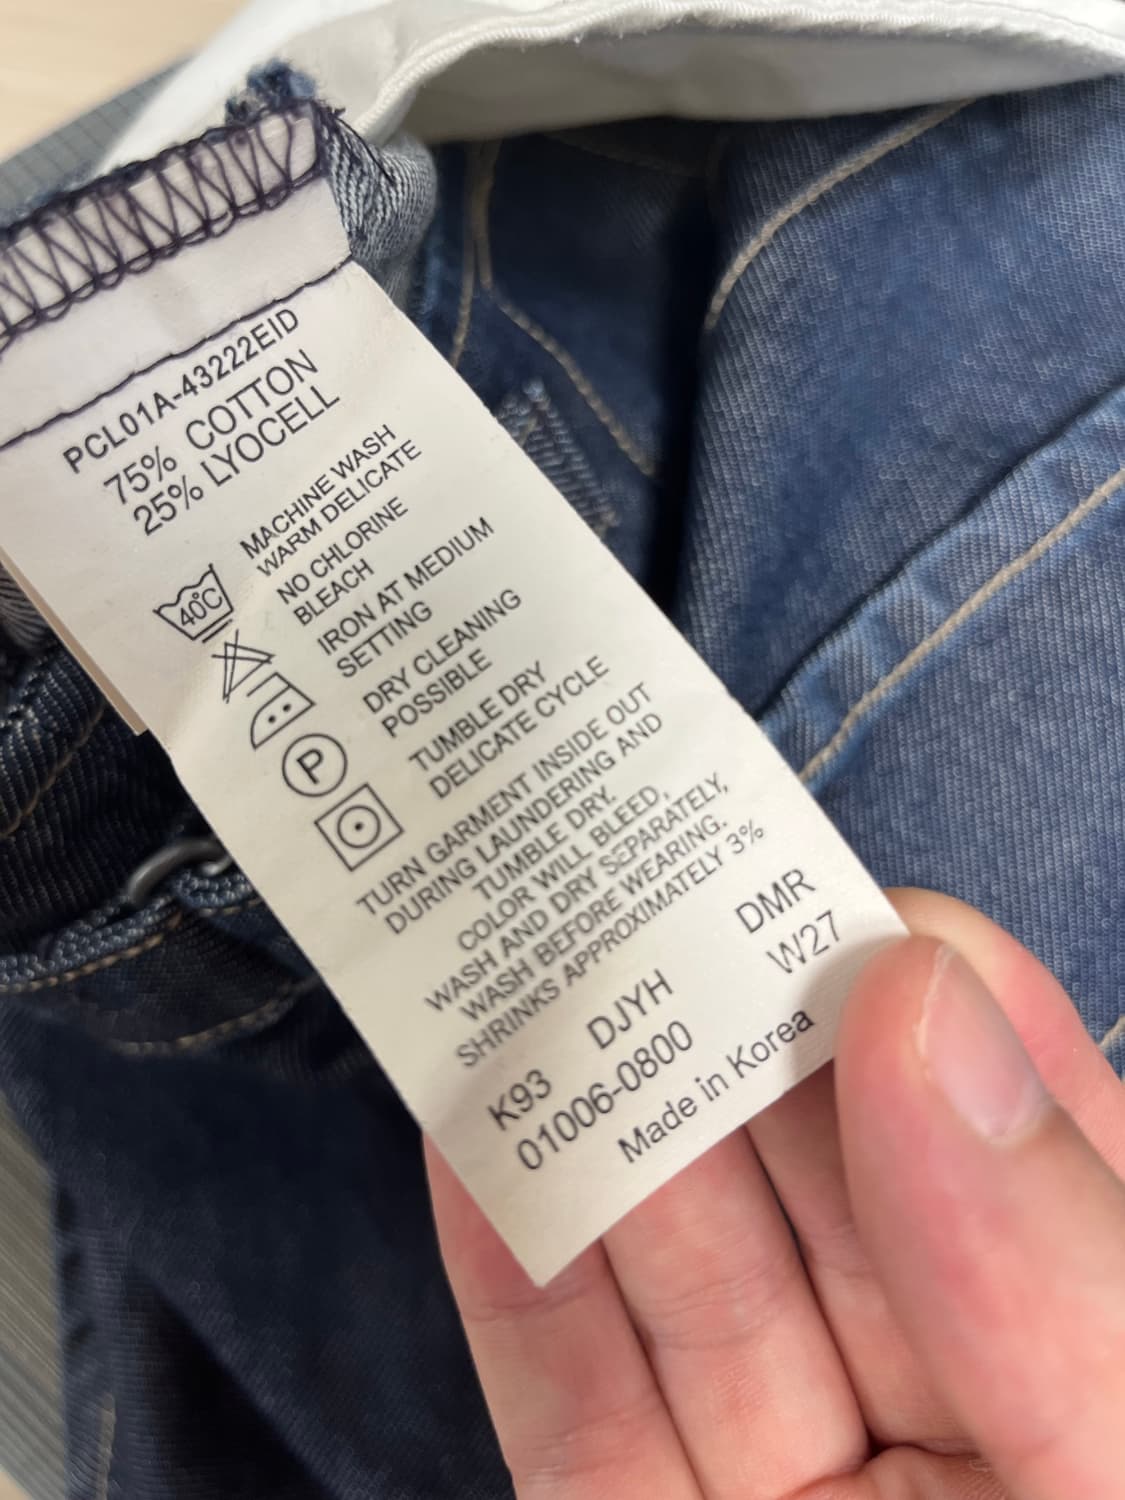 PCL01A-43222EID
75% COTTON
25% LYOCELL
40°C
MACHINE WASH
WARM DELICATE
NO CHLORINE
BLEACH
IRON AT MEDIUM
SETTING
P
DRY CLEANING
POSSIBLE
TUMBLE DRY
DELICATE CYCLE
TURN GARMENT INSIDE OUT
DURING LAUNDERING AND
TUMBLE DRY.
COLOR WILL BLEED,
WASH AND DRY SEPARATELY,
WASH BEFORE WEARING.
SHRINKS APPROXIMATELY 3%
K93 DJYH DMR
01006-0800 W27
Made in Korea